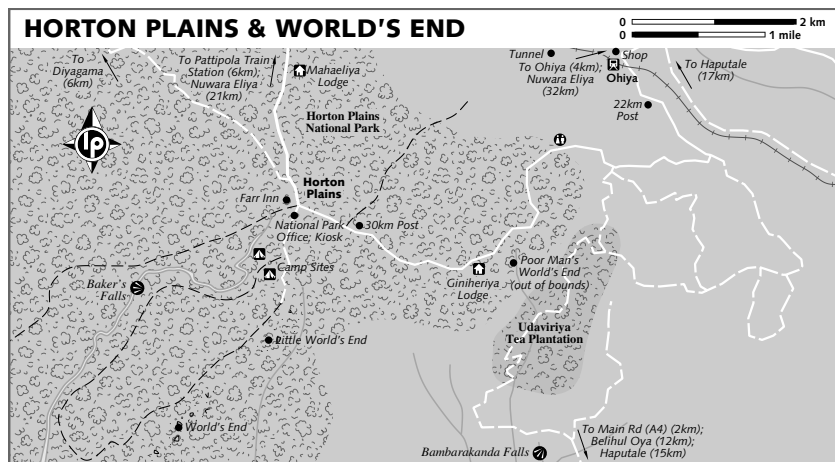 HORTON PLAINS & WORLD'S END
0 2 km
0 1 mile
To
Diyagama
(6km)
To Pattipola Train
Station (6km); Nuwara Eliya
(21km)
Mahaeliya
Lodge
Tunnel
Shop
To Ohiya (4km);
Nuwara Eliya
(32km)
Ohiya
To Haputale
(17km)
22km
Post
lp
Horton Plains
National Park
Horton
Plains
Farr Inn
National Park
Office; Kiosk
30km Post
Camp Sites
Baker's
Falls
Giniheriya
Lodge
Poor Man's
World's End
(out of bounds)
Udaviriya
Tea Plantation
Little World's End
World's End
Bambarakanda Falls
To Main Rd (A4) (2km);
Belihul Oya (12km);
Haputale (15km)